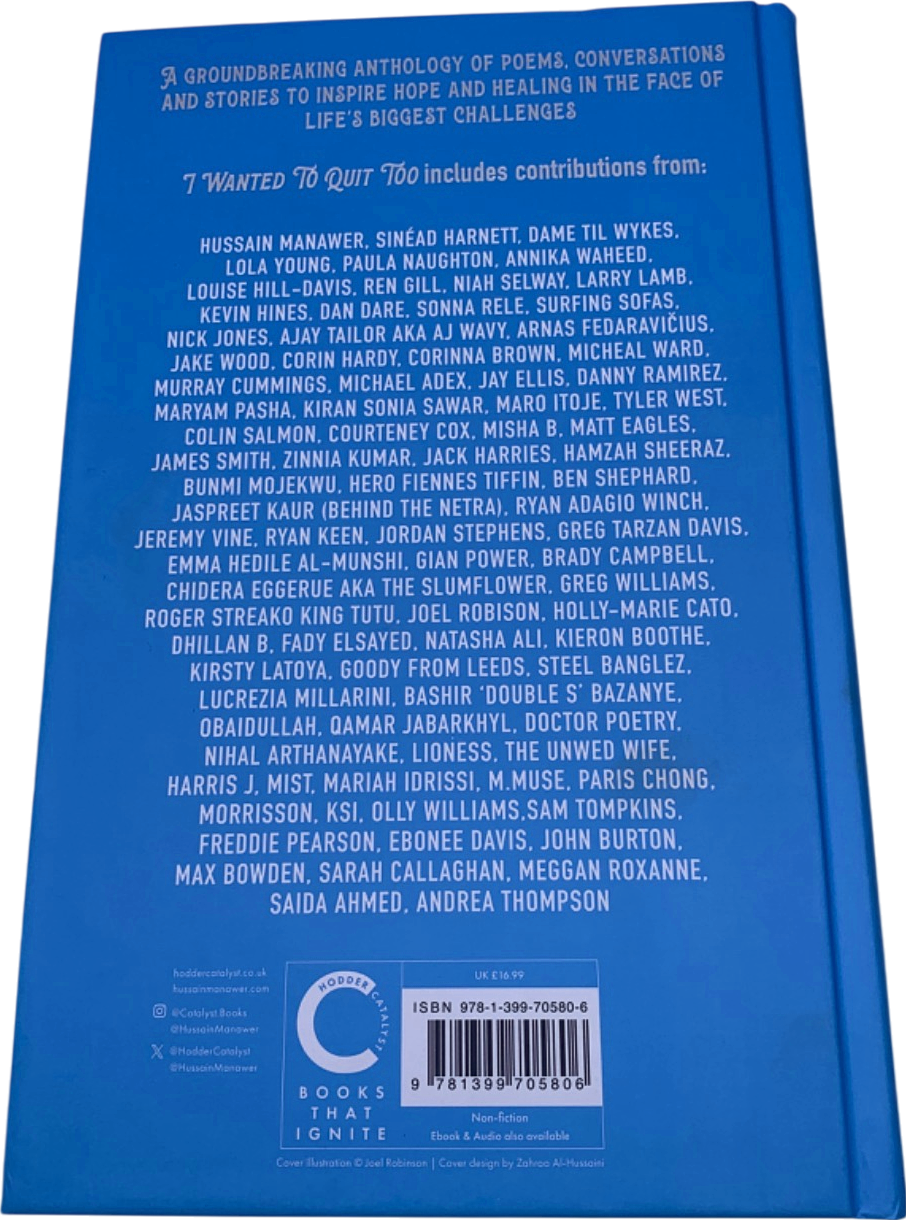 A GROUNDBREAKING ANTHOLOGY OF POEMS, CONVERSATIONS
AND STORIES TO INSPIRE HOPE AND HEALING IN THE FACE OF
LIFE'S BIGGEST CHALLENGES
I WANTED TO QUIT TOO includes contributions from:
HUSSAIN MANAWER, SINÉAD HARNETT, DAME TIL WYKES,
LOLA YOUNG, PAULA NAUGHTON, ANNIKA WAHEED,
LOUISE HILL-DAVIS, REN GILL, NIAH SELWAY, LARRY LAMB,
KEVIN HINES, DAN DARE, SONNA RELE, SURFING SOFAS,
NICK JONES, AJAY TAILOR AKA AJ WAVY, ARNAS FEDARAVIČIUS,
JAKE WOOD, CORIN HARDY, CORINNA BROWN, MICHEAL WARD,
MURRAY CUMMINGS, MICHAEL ADEX, JAY ELLIS, DANNY RAMIREZ,
MARYAM PASHA, KIRAN SONIA SAWAR, MARO ITOJE, TYLER WEST,
COLIN SALMON, COURTENEY COX, MISHA B, MATT EAGLES,
JAMES SMITH, ZINNIA KUMAR, JACK HARRIES, HAMZAH SHEERAZ,
BUNMI MOJEKWU, HERO FIENNES TIFFIN, BEN SHEPHARD,
JASPREET KAUR (BEHIND THE NETRA), RYAN ADAGIO WINCH,
JEREMY VINE, RYAN KEEN, JORDAN STEPHENS, GREG TARZAN DAVIS,
EMMA HEDILE AL-MUNSHI, GIAN POWER, BRADY CAMPBELL,
CHIDERA EGGERUE AKA THE SLUMFLOWER, GREG WILLIAMS,
ROGER STREAKO KING TUTU, JOEL ROBISON, HOLLY-MARIE CATO,
DHILLAN B, FADY ELSAYED, NATASHA ALI, KIERON BOOTHE,
KIRSTY LATOYA, GOODY FROM LEEDS, STEEL BANGLEZ,
LUCREZIA MILLARINI, BASHIR 'DOUBLE S' BAZANYE,
OBAIDULLAH, QAMAR JABARKHYL, DOCTOR POETRY,
NIHAL ARTHANAYAKE, LIONESS, THE UNWED WIFE,
HARRIS J, MIST, MARIAH IDRISSI, M.MUSE, PARIS CHONG,
MORRISSON, KSI, OLLY WILLIAMS,SAM TOMPKINS,
FREDDIE PEARSON, EBONEE DAVIS, JOHN BURTON,
MAX BOWDEN, SARAH CALLAGHAN, MEGGAN ROXANNE,
SAIDA AHMED, ANDREA THOMPSON
hoddercatalyst.co.uk
hussainmanawer.com
@Catalyst.Books
@HussainManawer
@HodderCatalyst
@HussainManawer
HODDER CATALYST
BOOKS
THAT
IGNITE
UK £16.99
ISBN 978-1-399-70580-6
9 781399 705806
Non-fiction
Ebook & Audio also available
Cover illustration © Joel Robinson | Cover design by Zahraa Al-Hussaini